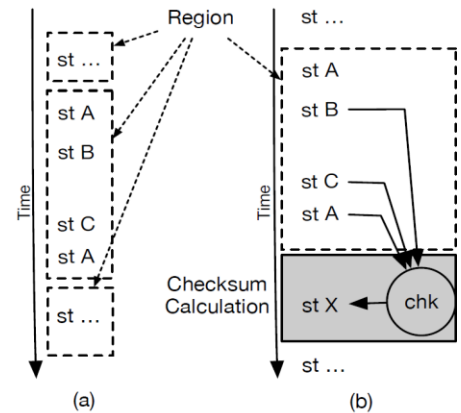 Region
st ...
st A
st B
st C
st A
st ...
Time
(a)
st ...
st A
st B
st C
st A
Time
Checksum
Calculation
st X
chk
st ...
(b)